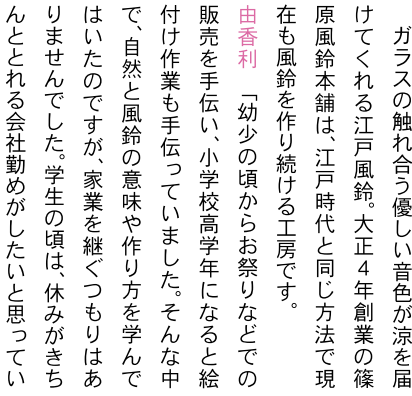 ガラスの触れ合う優しい音色が涼を届
けてくれる江戸風鈴。大正４年創業の篠
原風鈴本舗は、江戸時代と同じ方法で現
在も風鈴を作り続ける工房です。
由香利　「幼少の頃からお祭りなどでの
販売を手伝い、小学校高学年になると絵
付け作業も手伝っていました。そんな中
で、自然と風鈴の意味や作り方を学んで
はいたのですが、家業を継ぐつもりはあ
りませんでした。学生の頃は、休みがきち
んととれる会社勤めがしたいと思ってい